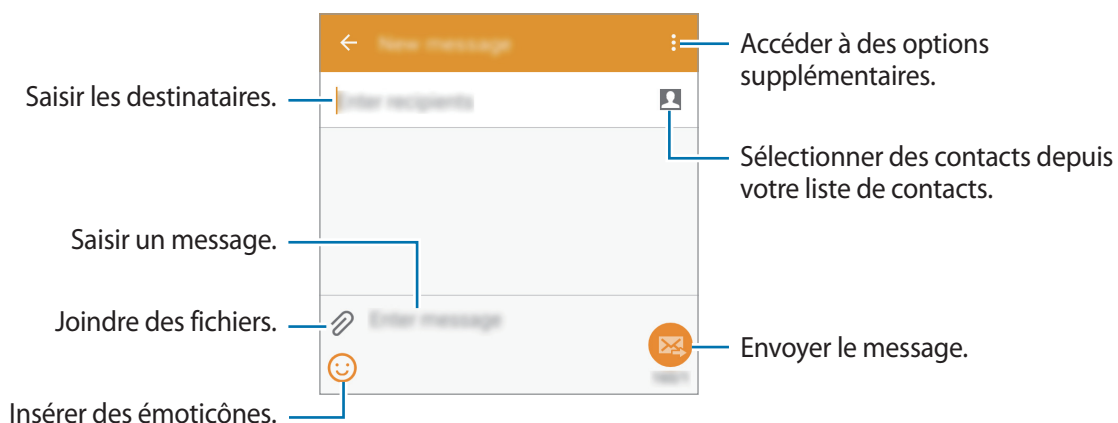 New message
Accéder à des options
supplémentaires.
Saisir les destinataires.
Enter recipients
Sélectionner des contacts depuis
votre liste de contacts.
Saisir un message.
Joindre des fichiers.
Enter message
Envoyer le message.
Insérer des émoticônes.